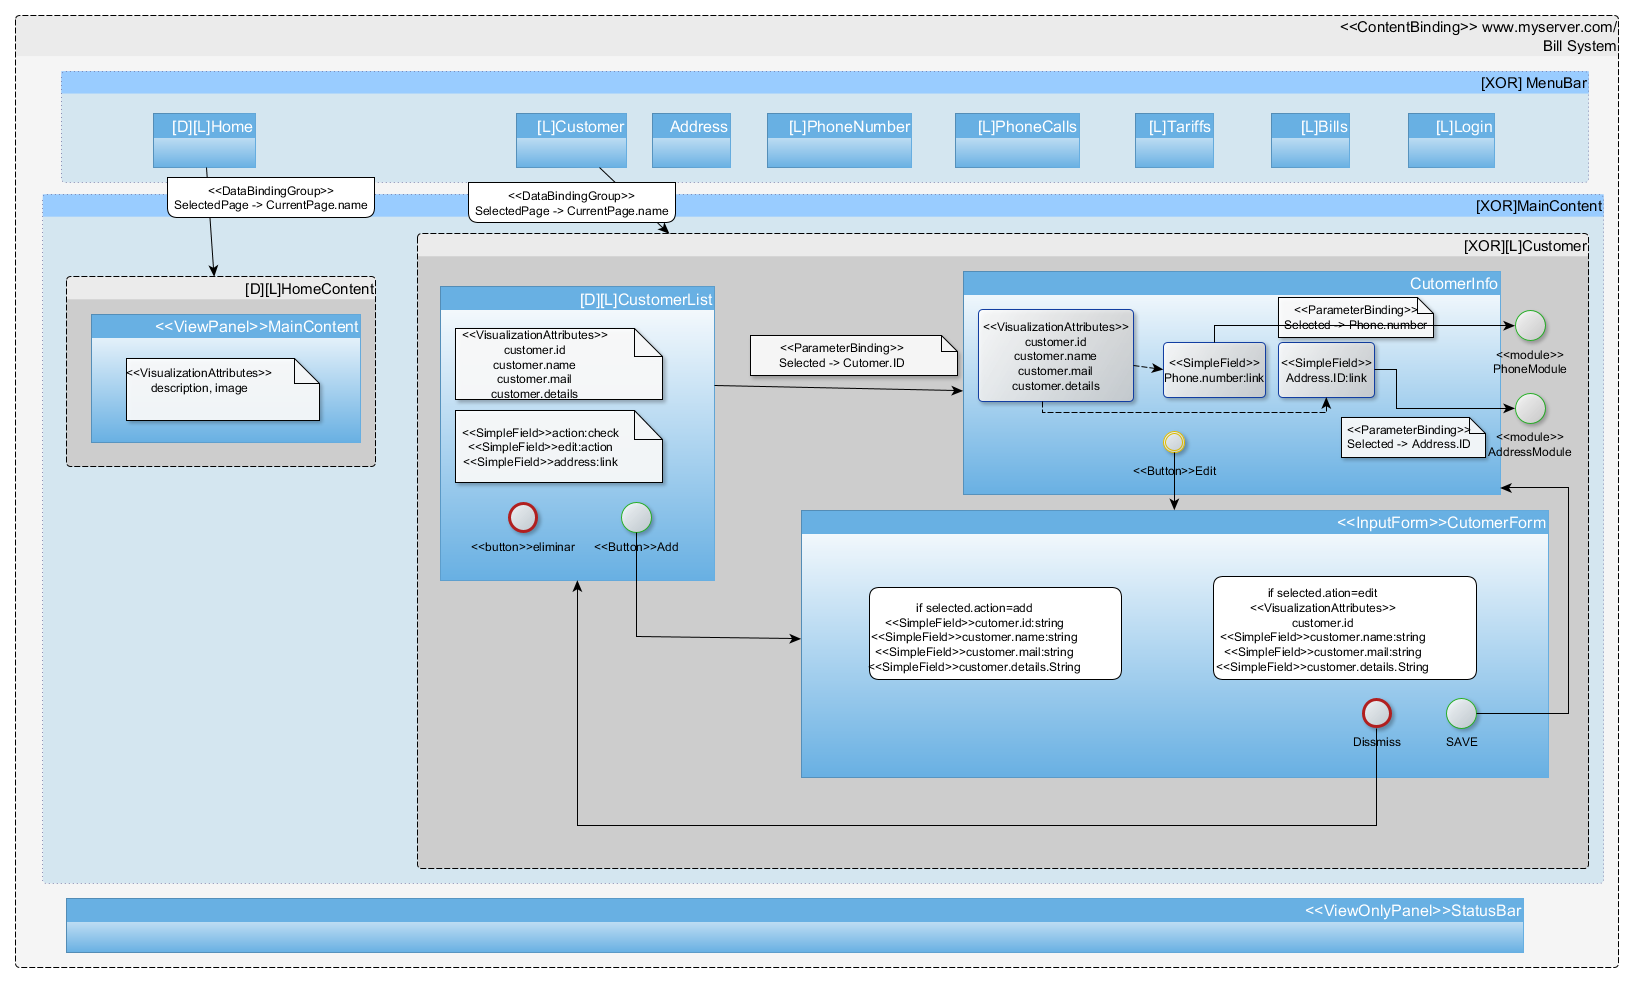 <<ContentBinding>> www.myserver.com/
Bill System
[XOR] MenuBar
[D][L]Home
[L]Customer
Address
[L]PhoneNumber
[L]PhoneCalls
[L]Tariffs
[L]Bills
[L]Login
<<DataBindingGroup>>
SelectedPage -> CurrentPage.name
<<DataBindingGroup>>
SelectedPage -> CurrentPage.name
[XOR]MainContent
[D][L]HomeContent
<<ViewPanel>>MainContent
<<VisualizationAttributes>>
description, image
[XOR][L]Customer
[D][L]CustomerList
<<VisualizationAttributes>>
customer.id
customer.name
customer.mail
customer.details
<<SimpleField>>action:check
<<SimpleField>>edit:action
<<SimpleField>>address:link
<<button>>eliminar
<<Button>>Add
<<ParameterBinding>>
Selected -> Cutomer.ID
CutomerInfo
<<VisualizationAttributes>>
customer.id
customer.name
customer.mail
customer.details
<<ParameterBinding>>
Selected -> Phone.number
<<SimpleField>>
Phone.number:link
<<SimpleField>>
Address.ID:link
<<module>>
PhoneModule
<<ParameterBinding>>
Selected -> Address.ID
<<module>>
AddressModule
<<Button>>Edit
<<InputForm>>CutomerForm
if selected.action=add
<<SimpleField>>cutomer.id:string
<<SimpleField>>customer.name:string
<<SimpleField>>customer.mail:string
<<SimpleField>>customer.details.String
if selected.ation=edit
<<VisualizationAttributes>>
customer.id
<<SimpleField>>customer.name:string
<<SimpleField>>customer.mail:string
<<SimpleField>>customer.details.String
Dissmiss
SAVE
<<ViewOnlyPanel>>StatusBar